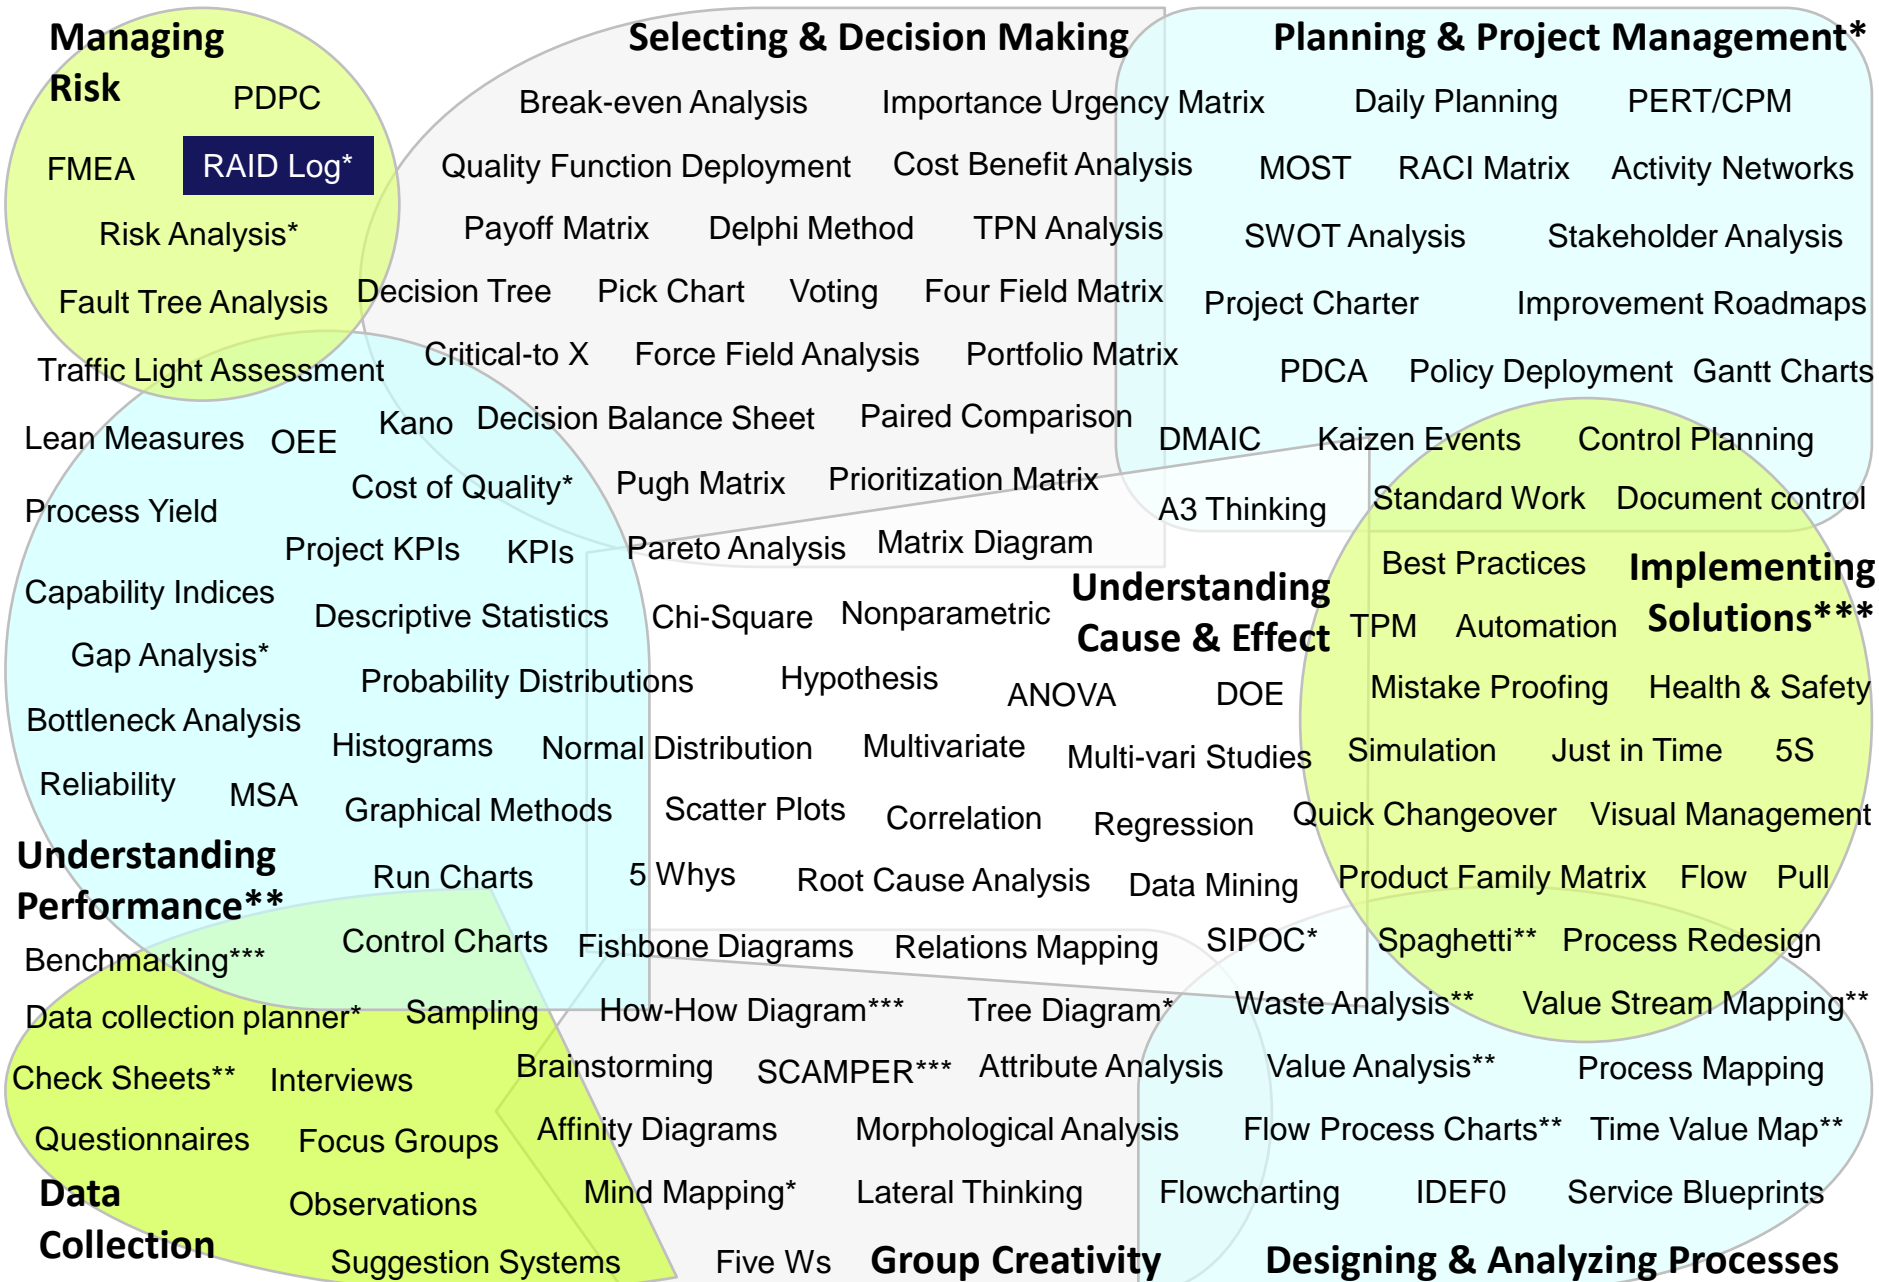 Managing
Risk
Selecting & Decision Making
Planning & Project Management*
PDPC
Break-even Analysis
Importance Urgency Matrix
Daily Planning
PERT/CPM
FMEA
RAID Log*
Quality Function Deployment
Cost Benefit Analysis
MOST
RACI Matrix
Activity Networks
Risk Analysis*
Payoff Matrix
Delphi Method
TPN Analysis
SWOT Analysis
Stakeholder Analysis
Fault Tree Analysis
Decision Tree
Pick Chart
Voting
Four Field Matrix
Project Charter
Improvement Roadmaps
Traffic Light Assessment
Critical-to X
Force Field Analysis
Portfolio Matrix
PDCA
Policy Deployment
Gantt Charts
Lean Measures
OEE
Kano
Decision Balance Sheet
Paired Comparison
DMAIC
Kaizen Events
Control Planning
Cost of Quality*
Pugh Matrix
Prioritization Matrix
A3 Thinking
Standard Work
Document control
Process Yield
Project KPIs
KPIs
Pareto Analysis
Matrix Diagram
Best Practices
Implementing
Solutions***
Understanding
Cause & Effect
Capability Indices
Descriptive Statistics
Chi-Square
Nonparametric
TPM
Automation
Gap Analysis*
Probability Distributions
Hypothesis
ANOVA
DOE
Mistake Proofing
Health & Safety
Bottleneck Analysis
Histograms
Normal Distribution
Multivariate
Multi-vari Studies
Simulation
Just in Time
5S
Reliability
MSA
Graphical Methods
Scatter Plots
Correlation
Regression
Quick Changeover
Visual Management
Understanding
Performance**
Run Charts
5 Whys
Root Cause Analysis
Data Mining
Product Family Matrix
Flow
Pull
Benchmarking***
Control Charts
Fishbone Diagrams
Relations Mapping
SIPOC*
Spaghetti**
Process Redesign
Data collection planner*
Sampling
How-How Diagram***
Tree Diagram*
Waste Analysis**
Value Stream Mapping**
Check Sheets**
Interviews
Brainstorming
SCAMPER***
Attribute Analysis
Value Analysis**
Process Mapping
Questionnaires
Focus Groups
Affinity Diagrams
Morphological Analysis
Flow Process Charts**
Time Value Map**
Data
Collection
Observations
Mind Mapping*
Lateral Thinking
Flowcharting
IDEF0
Service Blueprints
Suggestion Systems
Five Ws
Group Creativity
Designing & Analyzing Processes